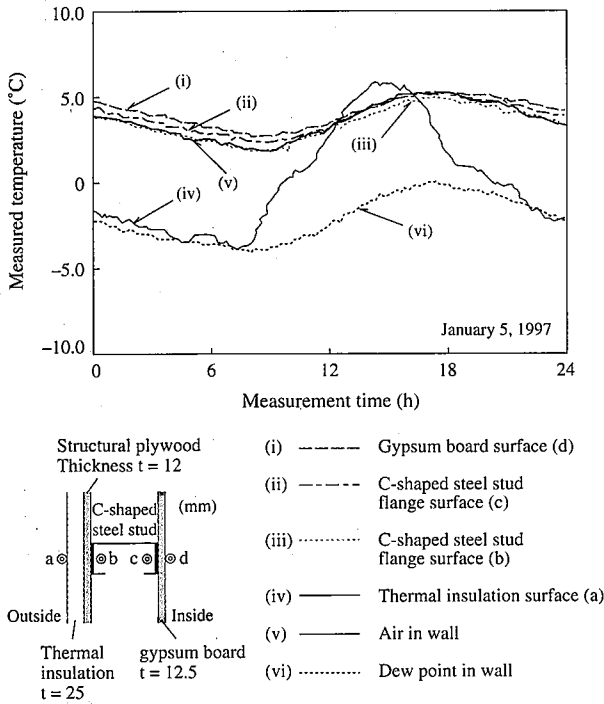 10.0
5.0
0
−5.0
−10.0
Measured temperature (°C)
(i)
(ii)
(iii)
(iv)
(v)
(vi)
January 5, 1997
0
6
12
18
24
Measurement time (h)
Structural plywood
Thickness t = 12
C-shaped
steel stud
(mm)
a
b
c
d
Outside
Inside
Thermal
insulation
t = 25
gypsum board
t = 12.5
(i) Gypsum board surface (d)
(ii) C-shaped steel stud
flange surface (c)
(iii) C-shaped steel stud
flange surface (b)
(iv) Thermal insulation surface (a)
(v) Air in wall
(vi) Dew point in wall